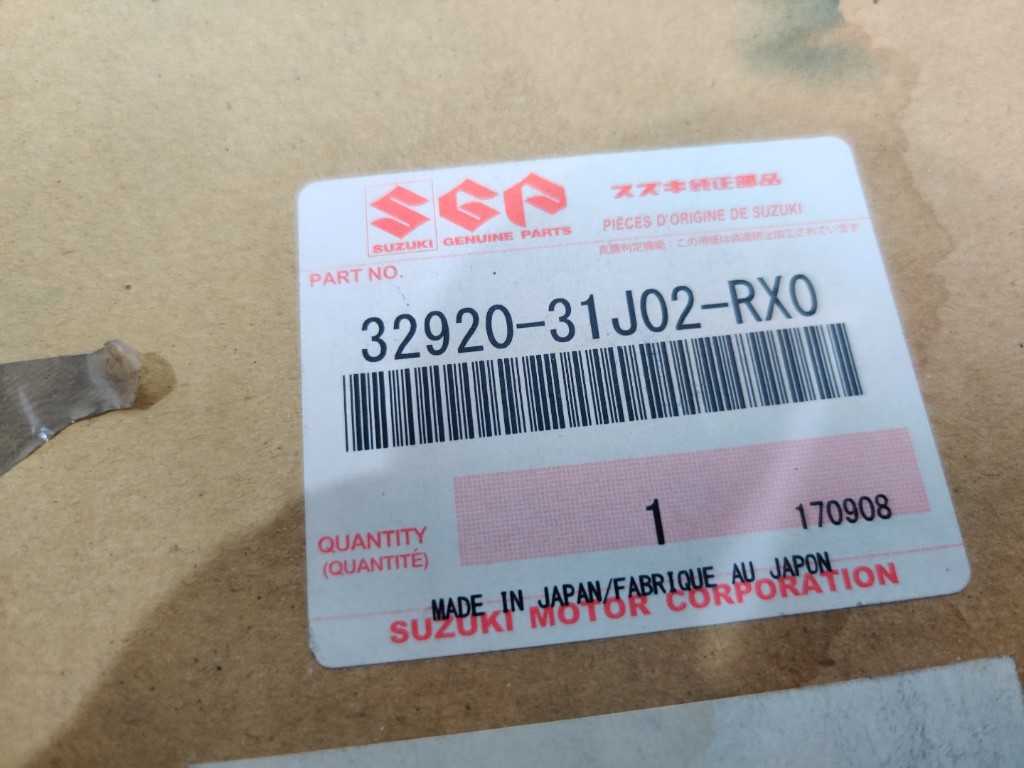 SUZUKI
SGP
GENUINE PARTS
スズキ純正部品
PIÈCES D'ORIGINE DE SUZUKI
PART NO.
32920-31J02-RX0
QUANTITY
(QUANTITÉ)
1
170908
MADE IN JAPAN/FABRIQUE AU JAPON
SUZUKI MOTOR CORPORATION